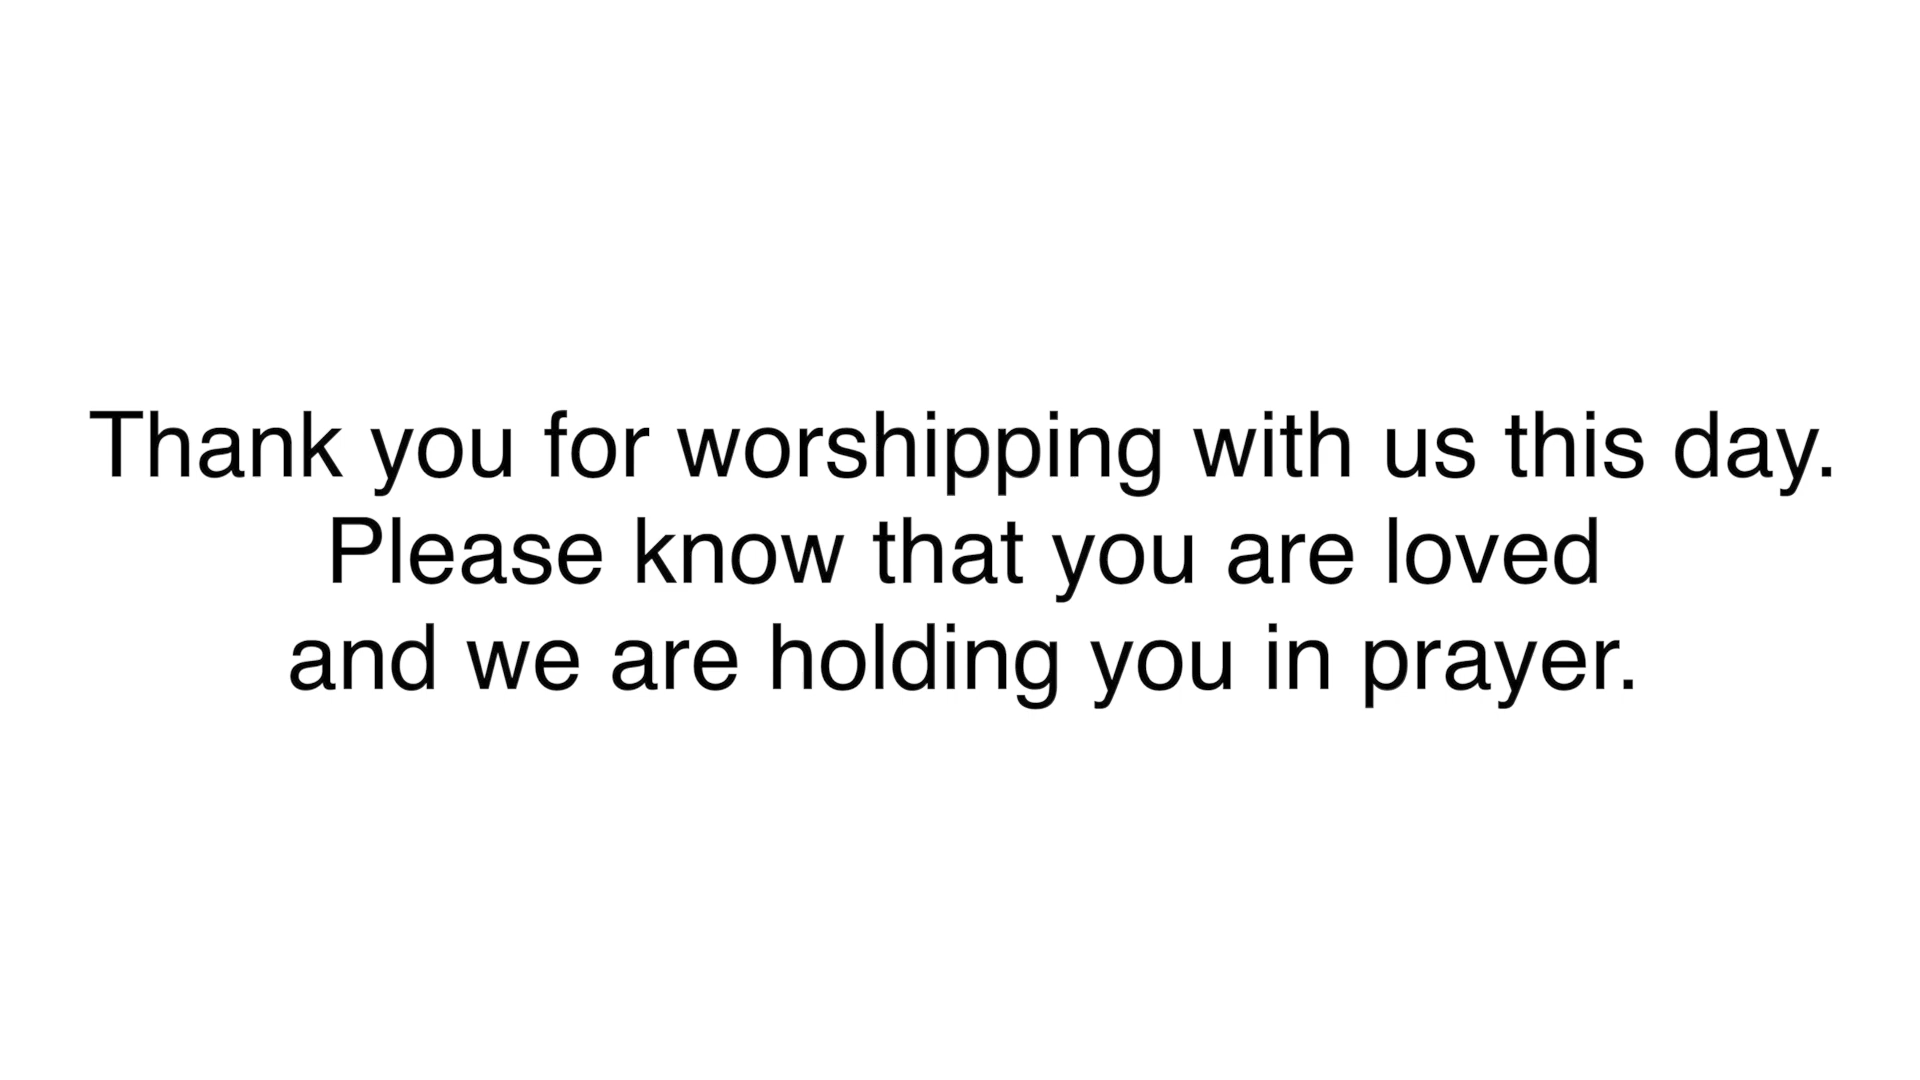 Thank you for worshipping with us this day.
Please know that you are loved
and we are holding you in prayer.